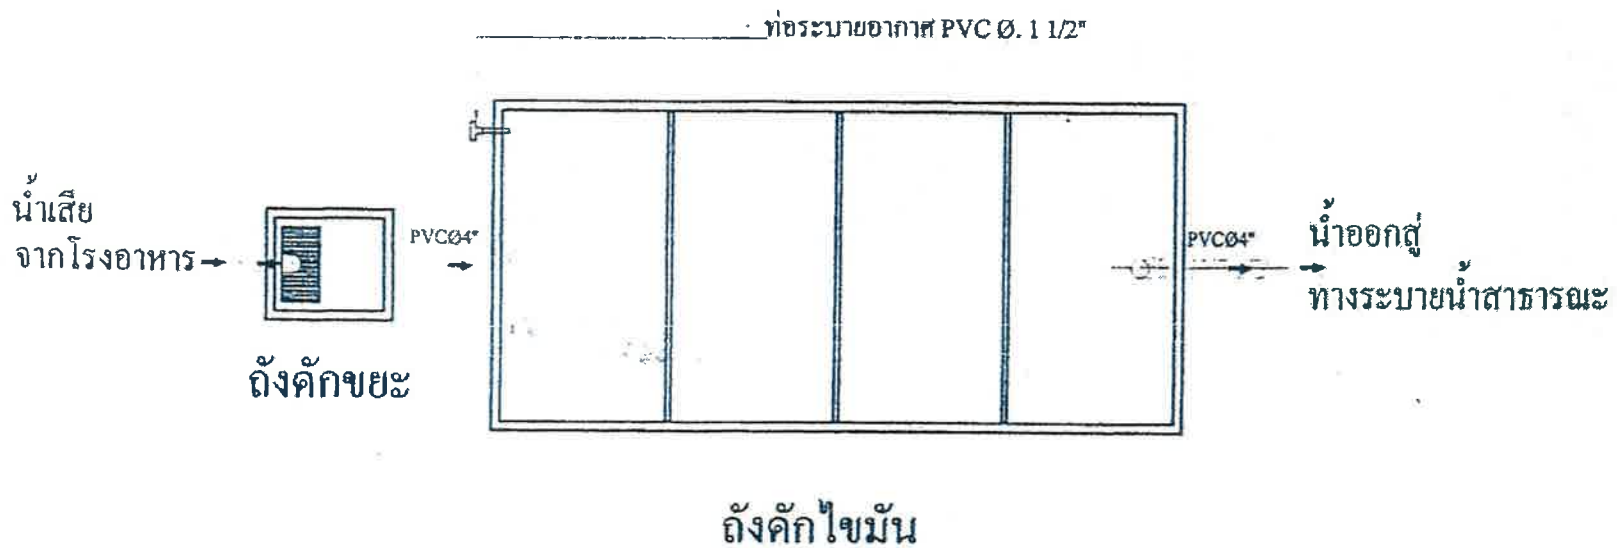 ท่อระบายอากาศ PVC Ø. 1 1/2"
น้ำเสีย
จากโรงอาหาร
PVCØ4"
ถังดักขยะ
PVCØ4"
น้ำออกสู่
ทางระบายน้ำสาธารณะ
ถังดักไขมัน